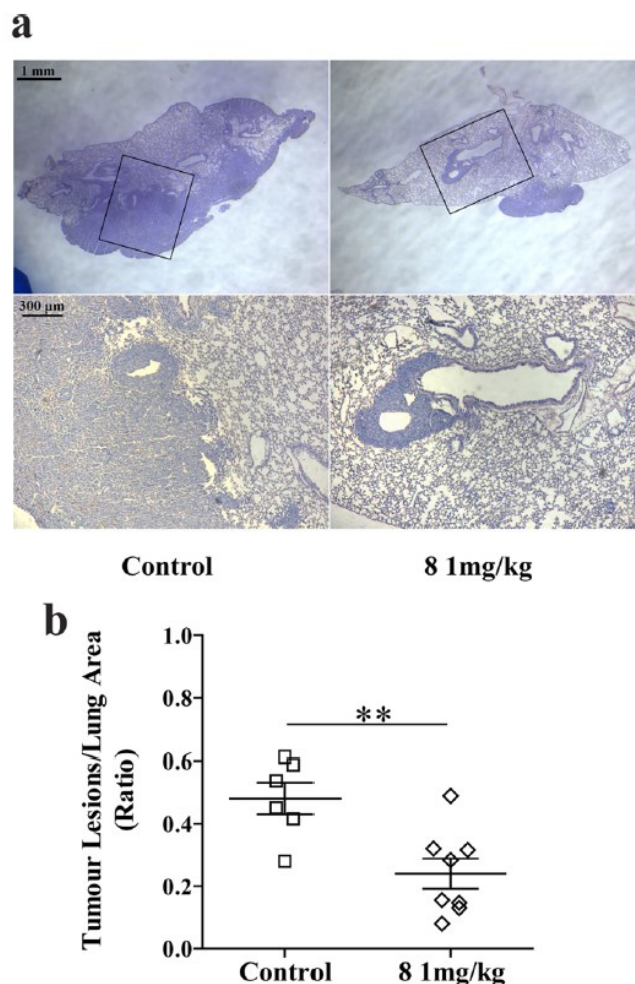 a
1 mm
300 µm
Control 8 1mg/kg
b
Tumour Lesions/Lung Area
(Ratio)
1.0
0.8
0.6
0.4
0.2
0.0
**
Control 8 1mg/kg